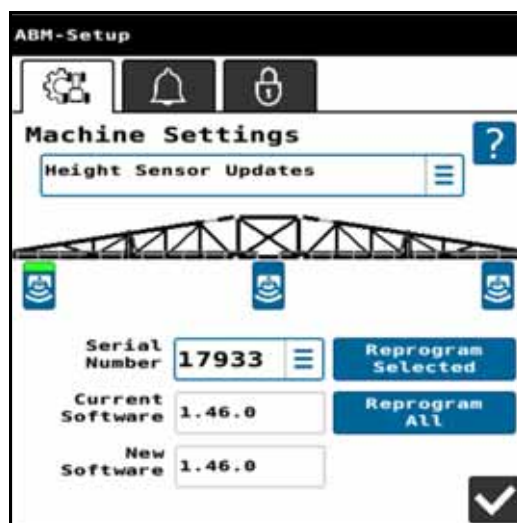 ABM-Setup
Machine Settings
?
Height Sensor Updates
Serial
Number
17933
Reprogram
Selected
Current
Software
1.46.0
Reprogram
All
New
Software
1.46.0